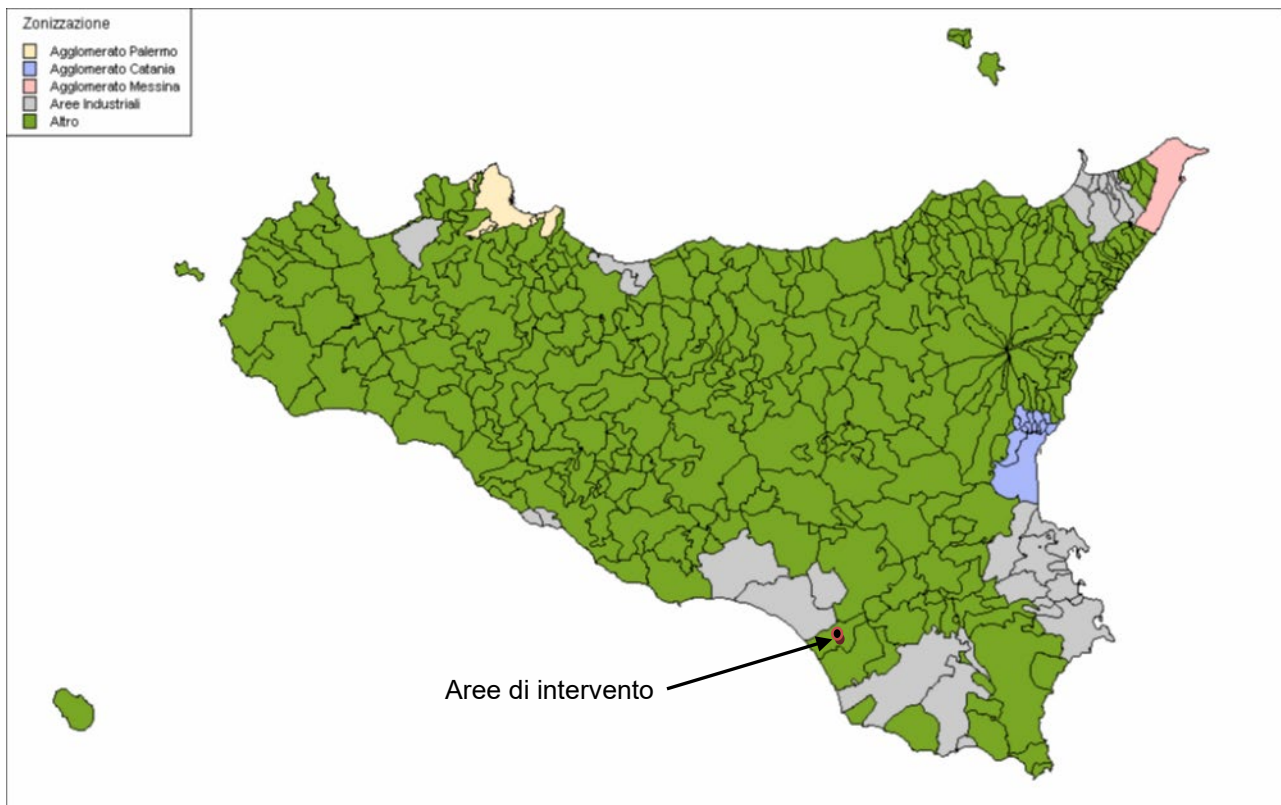 Zonizzazione
Agglomerato Palermo
Agglomerato Catania
Agglomerato Messina
Aree Industriali
Altro
Aree di intervento